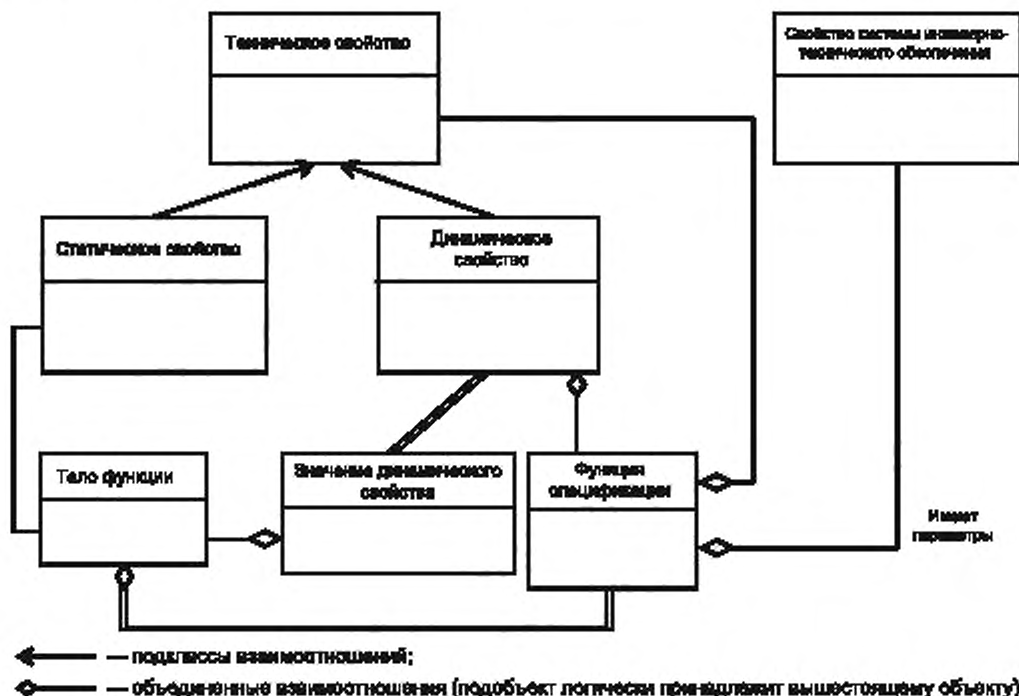 Техническое свойство
Свойство системы инженерно-
технического обеспечения
Статическое свойство
Динамическое
свойство
Тело функции
Значение динамического
свойства
Функция
спецификации
Имеет
параметры
— подклассы взаимоотношений;
— объединенные взаимоотношения (подобъект логически принадлежит вышестоящему объекту)